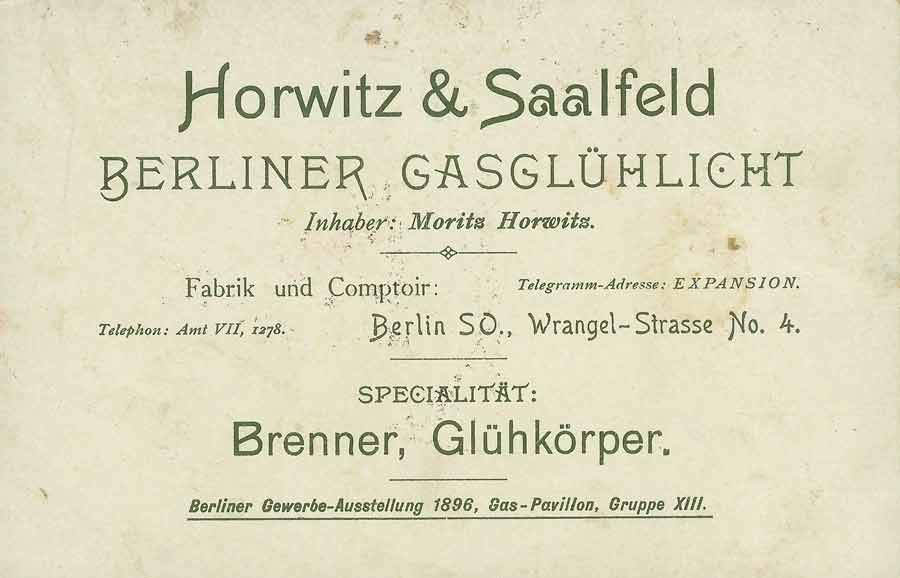 Horwitz & Saalfeld
BERLINER GASGLÜHLICHT
Inhaber: Moritz Horwitz.
Fabrik und Comptoir:
Telegramm-Adresse: EXPANSION.
Telephon: Amt VII, 1278.
Berlin SO., Wrangel-Strasse No. 4.
SPECIALITÄT:
Brenner, Glühkörper.
Berliner Gewerbe-Ausstellung 1896, Gas-Pavillon, Gruppe XIII.